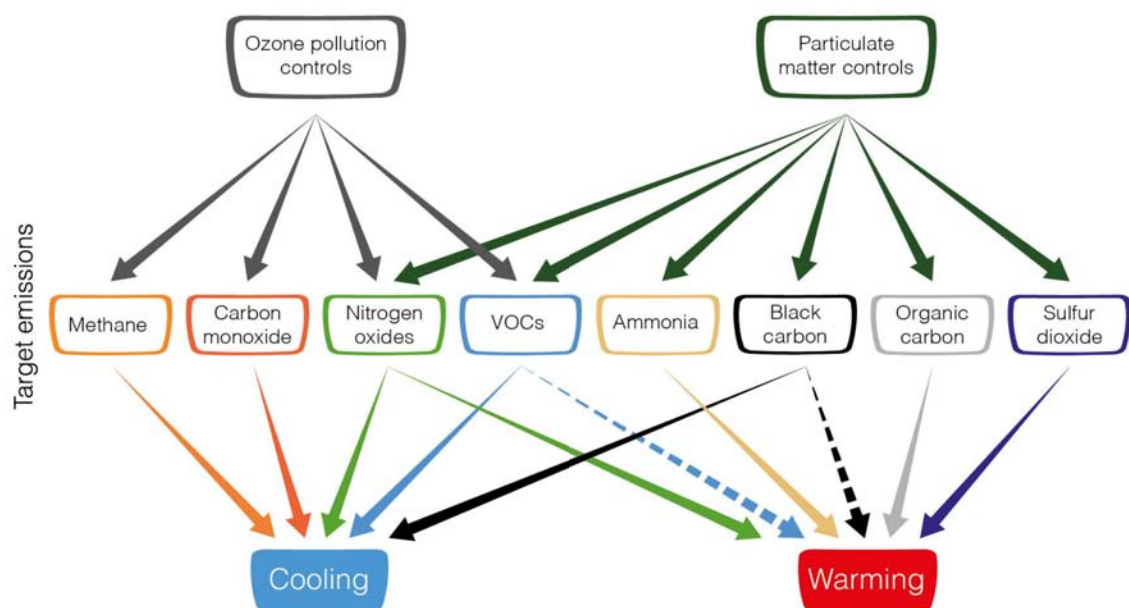 Ozone pollution
controls
Particulate
matter controls
Target emissions
Methane
Carbon
monoxide
Nitrogen
oxides
VOCs
Ammonia
Black
carbon
Organic
carbon
Sulfur
dioxide
Cooling
Warming